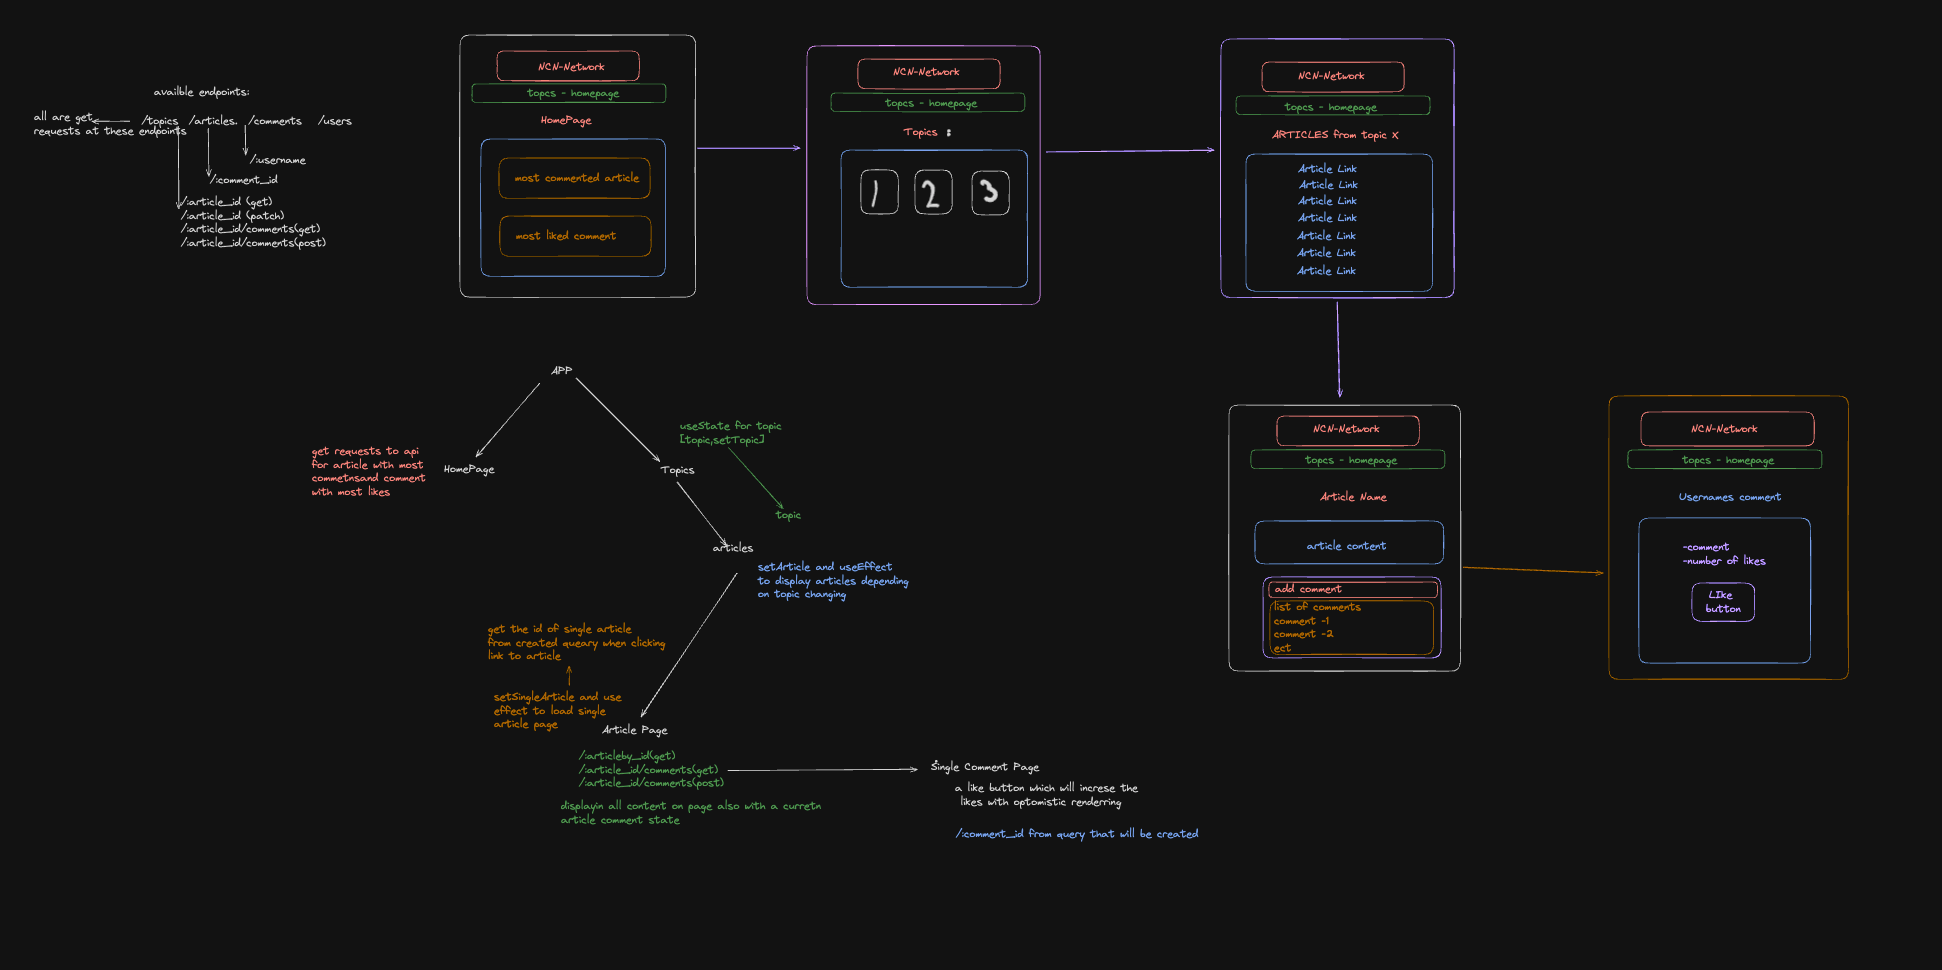 availble endpoints:
all are get
requests at these endpoints
/topics /articles. /comments /users
/:username
/:comment_id
/:article_id (get)
/:article_id (patch)
/:article_id/comments(get)
/:article_id/comments(post)
NCN-Network
topcs - homepage
HomePage
most commented article
most liked comment
NCN-Network
topcs - homepage
Topics :
1 2 3
NCN-Network
topcs - homepage
ARTICLES from topic X
Article Link
Article Link
Article Link
Article Link
Article Link
Article Link
Article Link
APP
get requests to api
for article with most
commetnsand comment
with most likes
HomePage
useState for topic
[topic,setTopic]
Topics
topic
articles
setArticle and useEffect
to display articles depending
on topic changing
get the id of single article
from created queary when clicking
link to article
setSingleArticle and use
effect to load single
article page
Article Page
/:articleby_id(get)
/:article_id/comments(get)
/:article_id/comments(post)
displayin all content on page also with a curretn
article comment state
Single Comment Page
a like button which will increse the
likes with optomistic renderring
/:comment_id from query that will be created
NCN-Network
topcs - homepage
Article Name
article content
add comment
list of comments
comment -1
comment -2
ect
NCN-Network
topcs - homepage
Usernames comment
-comment
-number of likes
LIke
button